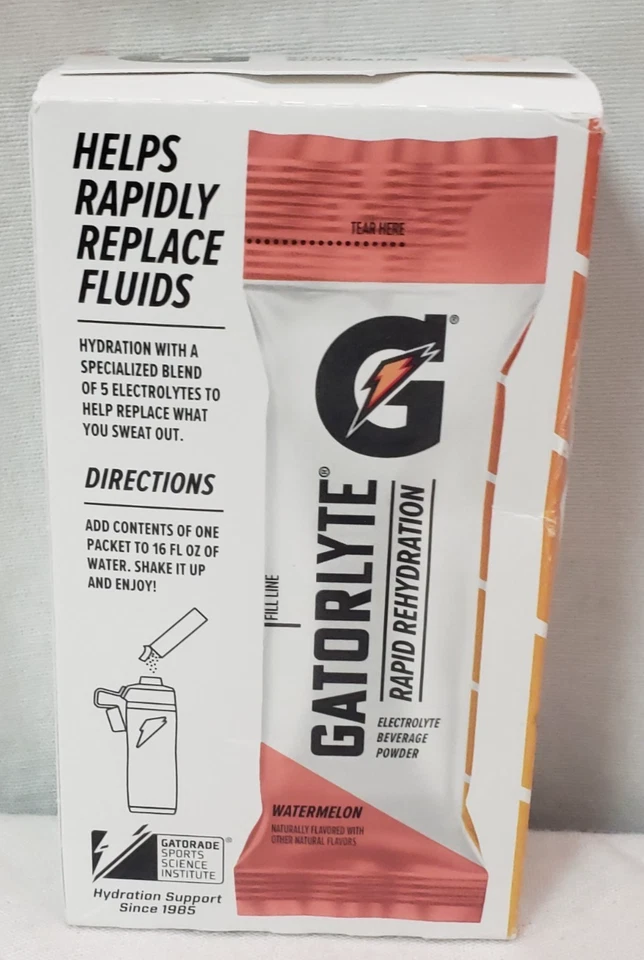 HELPS
RAPIDLY
REPLACE
FLUIDS
HYDRATION WITH A
SPECIALIZED BLEND
OF 5 ELECTROLYTES TO
HELP REPLACE WHAT
YOU SWEAT OUT.
DIRECTIONS
ADD CONTENTS OF ONE
PACKET TO 16 FL OZ OF
WATER. SHAKE IT UP
AND ENJOY!
GATORADE®
SPORTS
SCIENCE
INSTITUTE
Hydration Support
Since 1985
TEAR HERE
G®
FILL LINE
GATORLYTE®
RAPID REHYDRATION
ELECTROLYTE
BEVERAGE
POWDER
WATERMELON
NATURALLY FLAVORED WITH
OTHER NATURAL FLAVORS